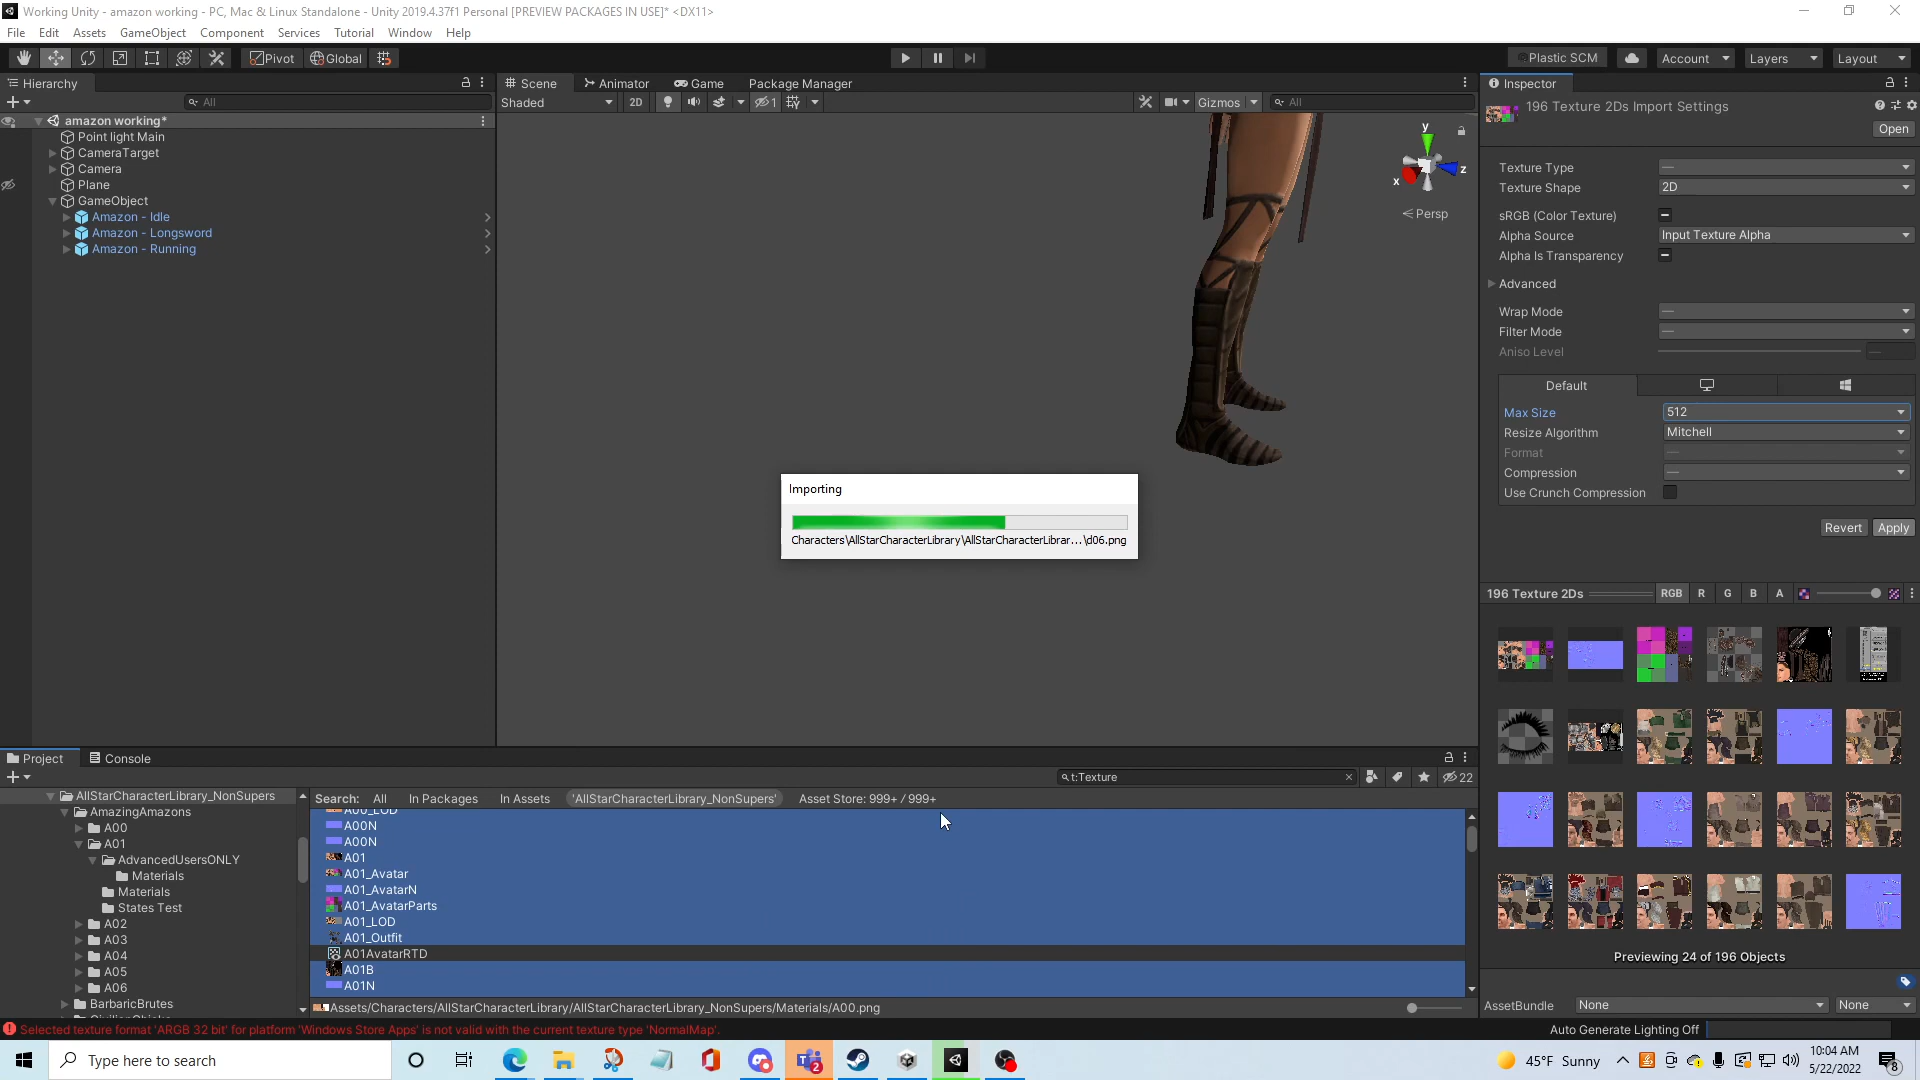 Working Unity - amazon working - PC, Mac & Linux Standalone - Unity 2019.4.37f1 Personal [PREVIEW PACKAGES IN USE]* <DX11>
File Edit Assets GameObject Component Services Tutorial Window Help
Pivot Global Plastic SCM Account Layers Layout
Hierarchy
All
amazon working*
Point light Main
CameraTarget
Camera
Plane
GameObject
Amazon - Idle
Amazon - Longsword
Amazon - Running
Scene Animator Game Package Manager
Shaded 2D 1 Gizmos All
y
x
z
Persp
Importing
Characters\AllStarCharacterLibrary\AllStarCharacterLibrar...\d06.png
Inspector
196 Texture 2Ds Import Settings
Open
Texture Type —
Texture Shape 2D
sRGB (Color Texture)
Alpha Source Input Texture Alpha
Alpha Is Transparency
Advanced
Wrap Mode —
Filter Mode —
Aniso Level —
Default
Max Size 512
Resize Algorithm Mitchell
Format —
Compression —
Use Crunch Compression
Revert Apply
196 Texture 2Ds RGB R G B A
Previewing 24 of 196 Objects
AssetBundle None None
Project Console
t:Texture 22
Search: All In Packages In Assets 'AllStarCharacterLibrary_NonSupers' Asset Store: 999+ / 999+
AllStarCharacterLibrary_NonSupers
AmazingAmazons
A00
A01
AdvancedUsersONLY
Materials
Materials
States Test
A02
A03
A04
A05
A06
BarbaricBrutes
A00_LOD
A00N
A00N
A01
A01_Avatar
A01_AvatarN
A01_AvatarParts
A01_LOD
A01_Outfit
A01AvatarRTD
A01B
A01N
Assets/Characters/AllStarCharacterLibrary/AllStarCharacterLibrary_NonSupers/Materials/A00.png
Selected texture format 'ARGB 32 bit' for platform 'Windows Store Apps' is not valid with the current texture type 'NormalMap'.
Auto Generate Lighting Off
Type here to search
2
45°F Sunny
10:04 AM
5/22/2022
8